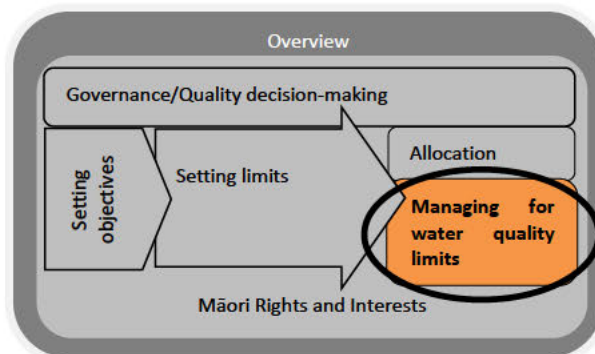 Overview
Governance/Quality decision-making
Setting
objectives
Setting limits
Allocation
Managing for
water quality
limits
Māori Rights and Interests